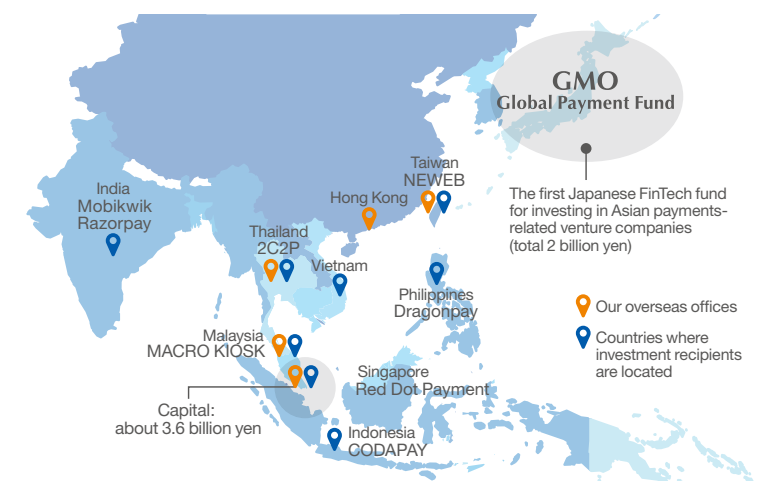 GMO
Global Payment Fund
The first Japanese FinTech fund
for investing in Asian payments-
related venture companies
(total 2 billion yen)
Taiwan
NEWEB
Hong Kong
India
Mobikwik
Razorpay
Thailand
2C2P
Vietnam
Philippines
Dragonpay
Our overseas offices
Countries where
investment recipients
are located
Malaysia
MACRO KIOSK
Singapore
Red Dot Payment
Capital:
about 3.6 billion yen
Indonesia
CODAPAY